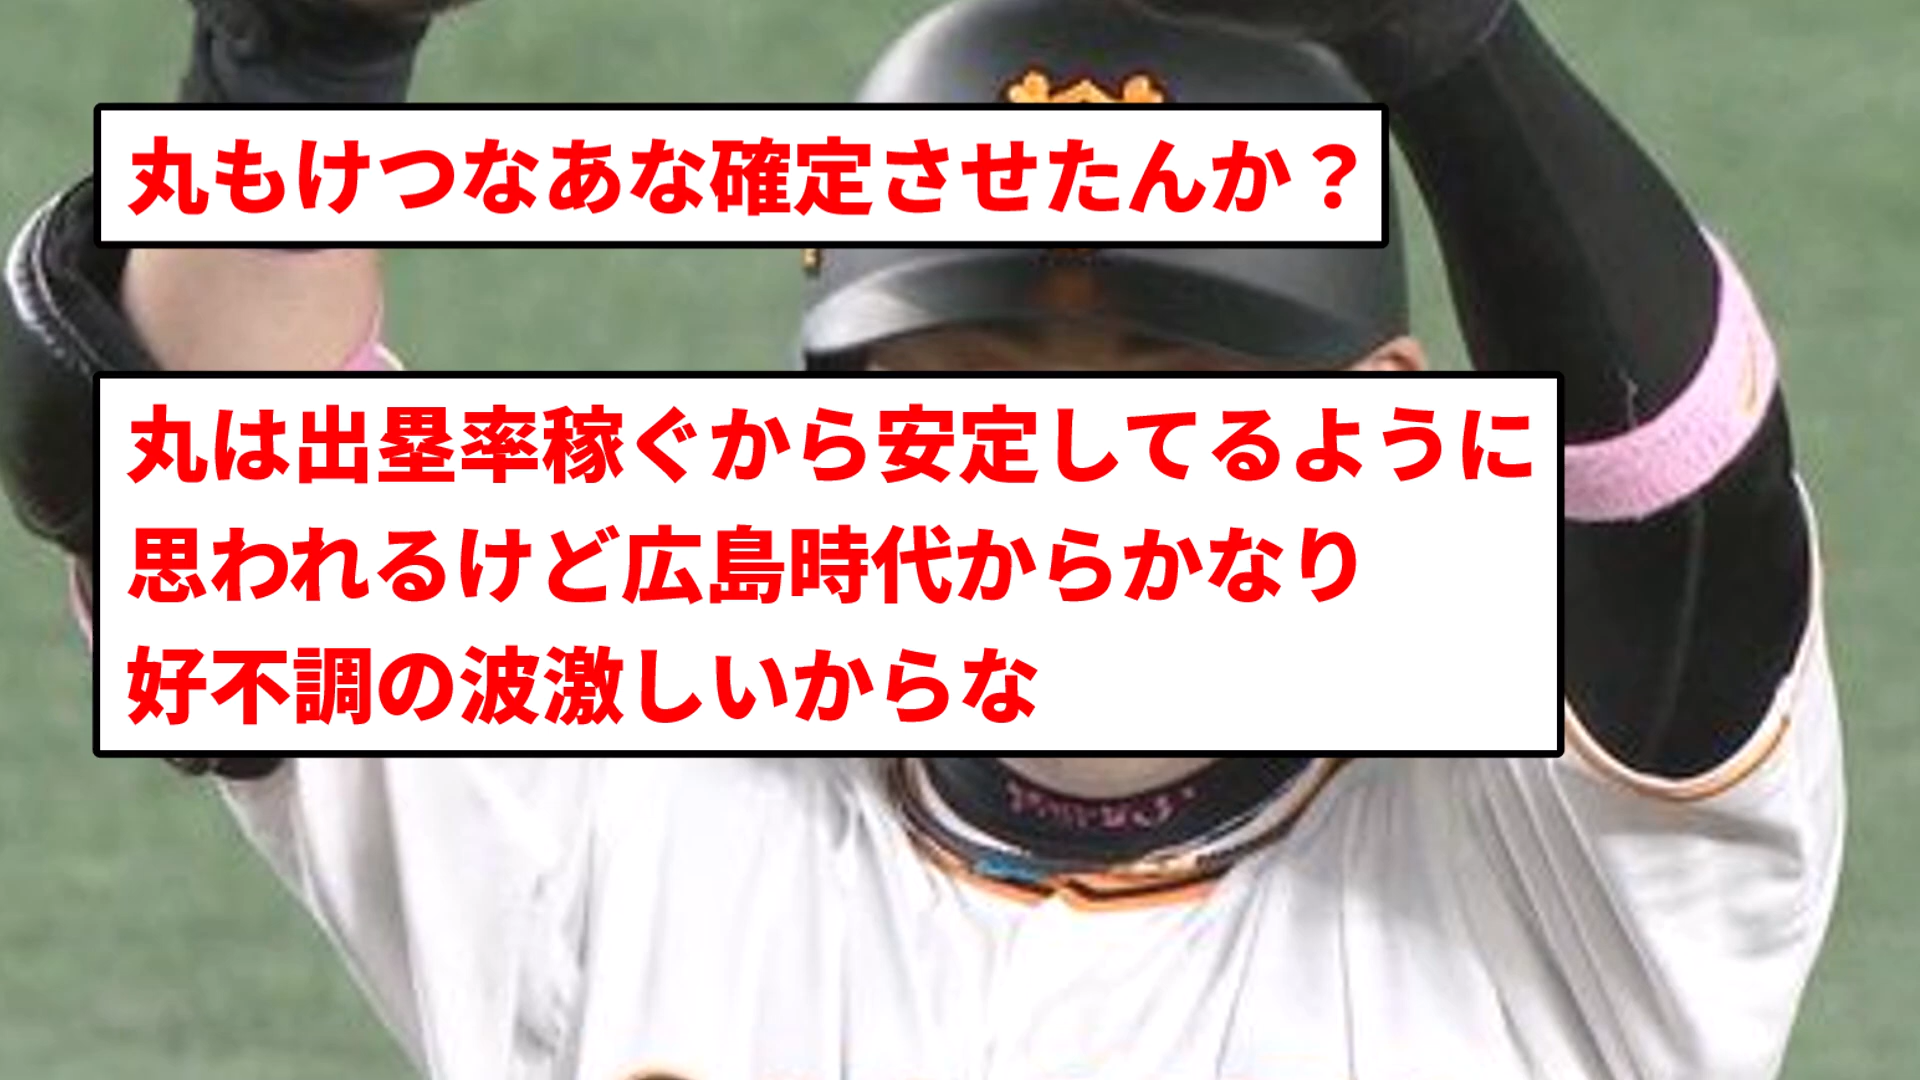 丸もけつなあな確定させたんか？
丸は出塁率稼ぐから安定してるように
思われるけど広島時代からかなり
好不調の波激しいからな